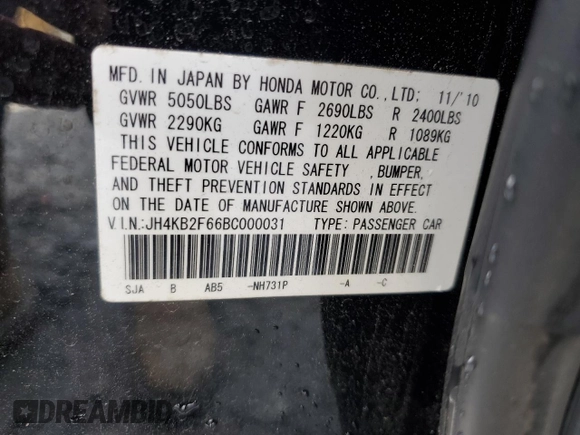 MFD. IN JAPAN BY HONDA MOTOR CO., LTD: 11/'10
GVWR 5050LBS GAWR F 2690LBS R 2400LBS
GVWR 2290KG GAWR F 1220KG R 1089KG
THIS VEHICLE CONFORMS TO ALL APPLICABLE
FEDERAL MOTOR VEHICLE SAFETY , BUMPER,
AND THEFT PREVENTION STANDARDS IN EFFECT
ON THE DATE OF MANUFACTURE SHOWN ABOVE.
V.I.N.:JH4KB2F66BC000031 TYPE: PASSENGER CAR
SJA B AB5 -NH731P -A -C
DREAMBID